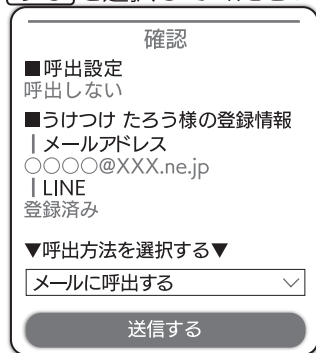 確認
■呼出設定
呼出しない
■うけつけ たろう様の登録情報
｜メールアドレス
○○○○@XXX.ne.jp
｜LINE
登録済み
▼呼出方法を選択する▼
メールに呼出する
送信する